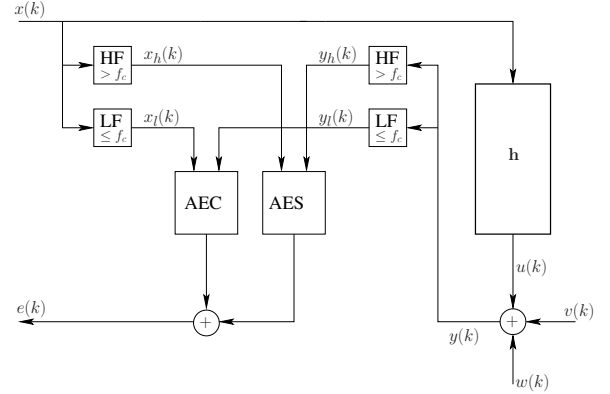 x(k)
HF
> f_c
x_h(k)
y_h(k)
HF
> f_c
LF
≤ f_c
x_l(k)
y_l(k)
LF
≤ f_c
h
AEC
AES
u(k)
e(k)
+
+
v(k)
y(k)
w(k)